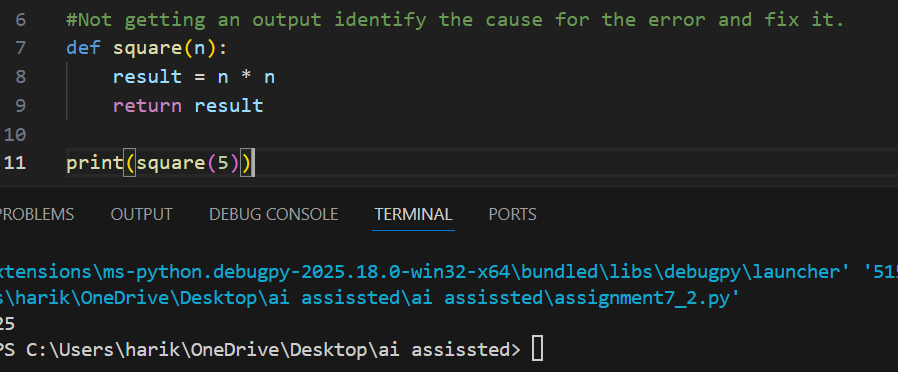 6 #Not getting an output identify the cause for the error and fix it.
7 def square(n):
8 result = n * n
9 return result
10
11 print(square(5))
PROBLEMS OUTPUT DEBUG CONSOLE TERMINAL PORTS
xtensions\ms-python.debugpy-2025.18.0-win32-x64\bundled\libs\debugpy\launcher' '515
s\harik\OneDrive\Desktop\ai assissted\ai assissted\assignment7_2.py'
25
PS C:\Users\harik\OneDrive\Desktop\ai assissted>